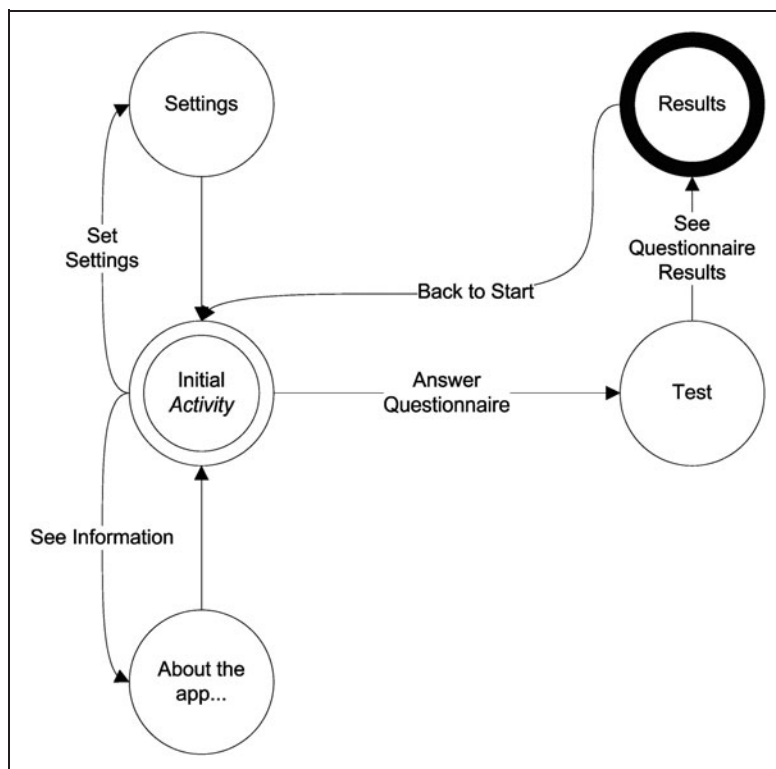 Settings
Results
Set
Settings
See
Questionnaire
Results
Back to Start
Initial
Activity
Answer
Questionnaire
Test
See Information
About the
app...